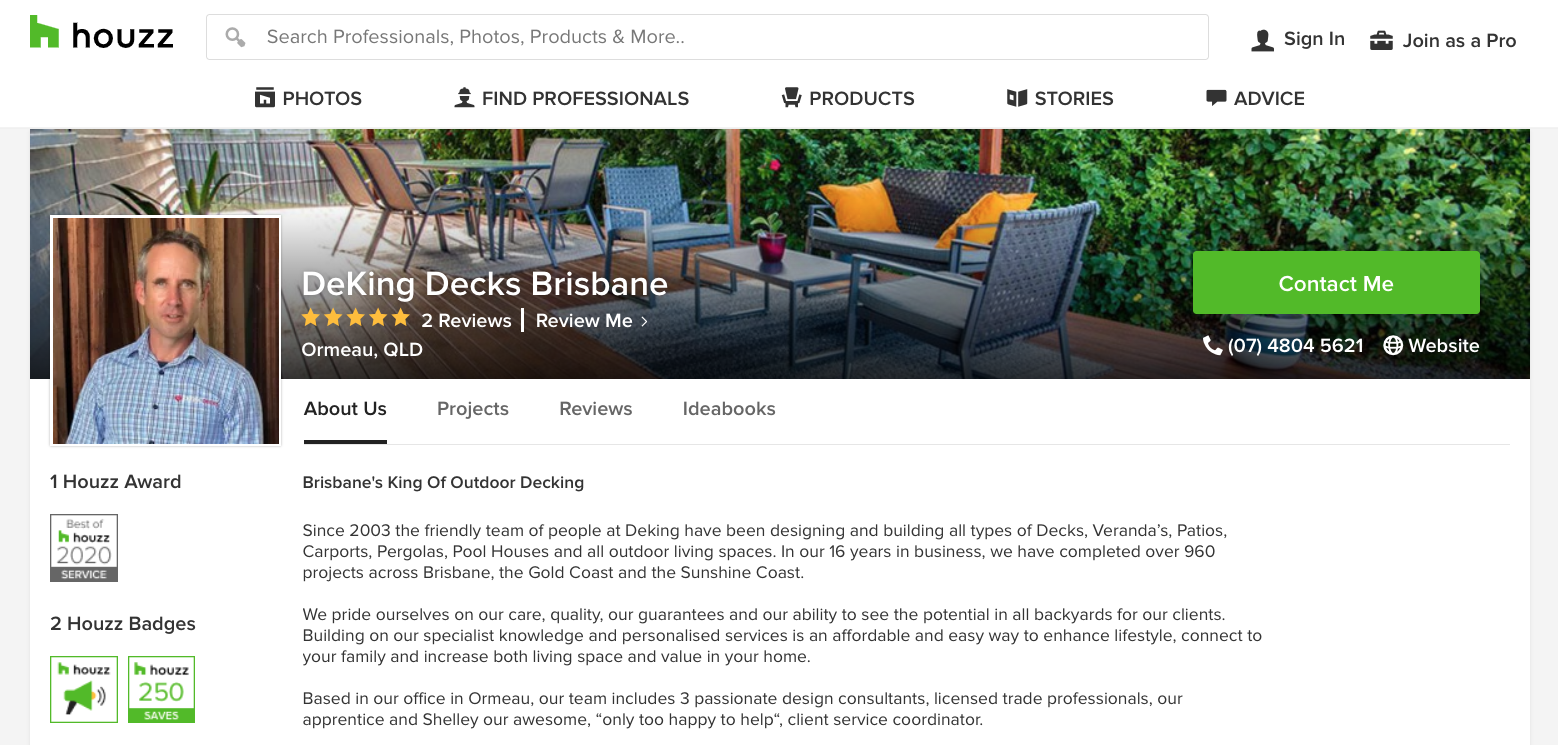 houzz
Search Professionals, Photos, Products & More..
Sign In
Join as a Pro
PHOTOS
FIND PROFESSIONALS
PRODUCTS
STORIES
ADVICE
DeKing Decks Brisbane
2 Reviews | Review Me >
Ormeau, QLD
Contact Me
(07) 4804 5621
Website
About Us
Projects
Reviews
Ideabooks
1 Houzz Award
Best of
houzz
2020
SERVICE
2 Houzz Badges
houzz
houzz
250
SAVES
Brisbane's King Of Outdoor Decking
Since 2003 the friendly team of people at Deking have been designing and building all types of Decks, Veranda’s, Patios,
Carports, Pergolas, Pool Houses and all outdoor living spaces. In our 16 years in business, we have completed over 960
projects across Brisbane, the Gold Coast and the Sunshine Coast.
We pride ourselves on our care, quality, our guarantees and our ability to see the potential in all backyards for our clients.
Building on our specialist knowledge and personalised services is an affordable and easy way to enhance lifestyle, connect to
your family and increase both living space and value in your home.
Based in our office in Ormeau, our team includes 3 passionate design consultants, licensed trade professionals, our
apprentice and Shelley our awesome, “only too happy to help“, client service coordinator.